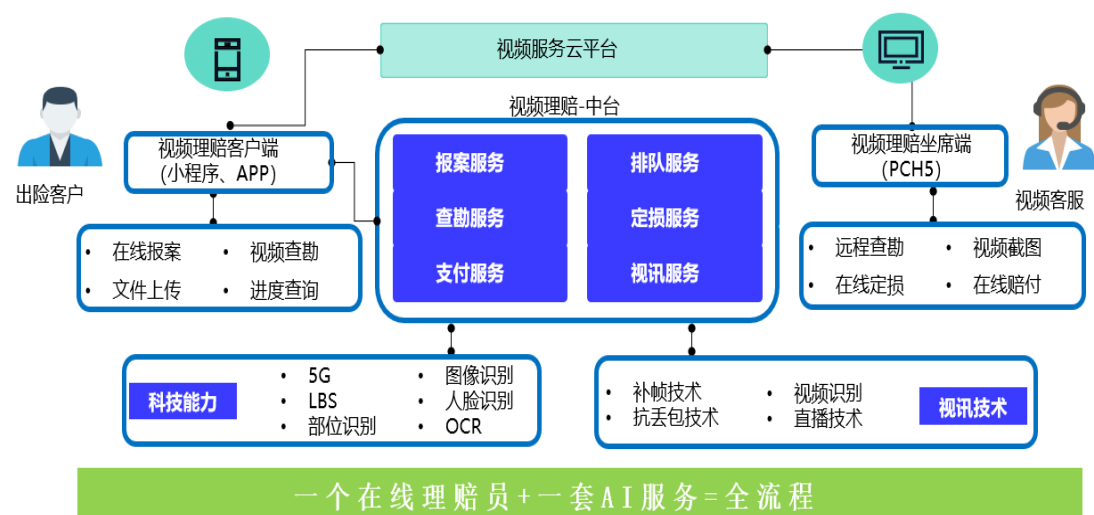 视频服务云平台
视频理赔-中台
出险客户
视频理赔客户端
(小程序、APP)
• 在线报案
• 视频查勘
• 文件上传
• 进度查询
报案服务
排队服务
查勘服务
定损服务
支付服务
视讯服务
视频理赔坐席端
(PCH5)
视频客服
• 远程查勘
• 视频截图
• 在线定损
• 在线赔付
科技能力
• 5G
• 图像识别
• LBS
• 人脸识别
• 部位识别
• OCR
• 补帧技术
• 视频识别
• 抗丢包技术
• 直播技术
视讯技术
一个在线理赔员+一套AI服务=全流程